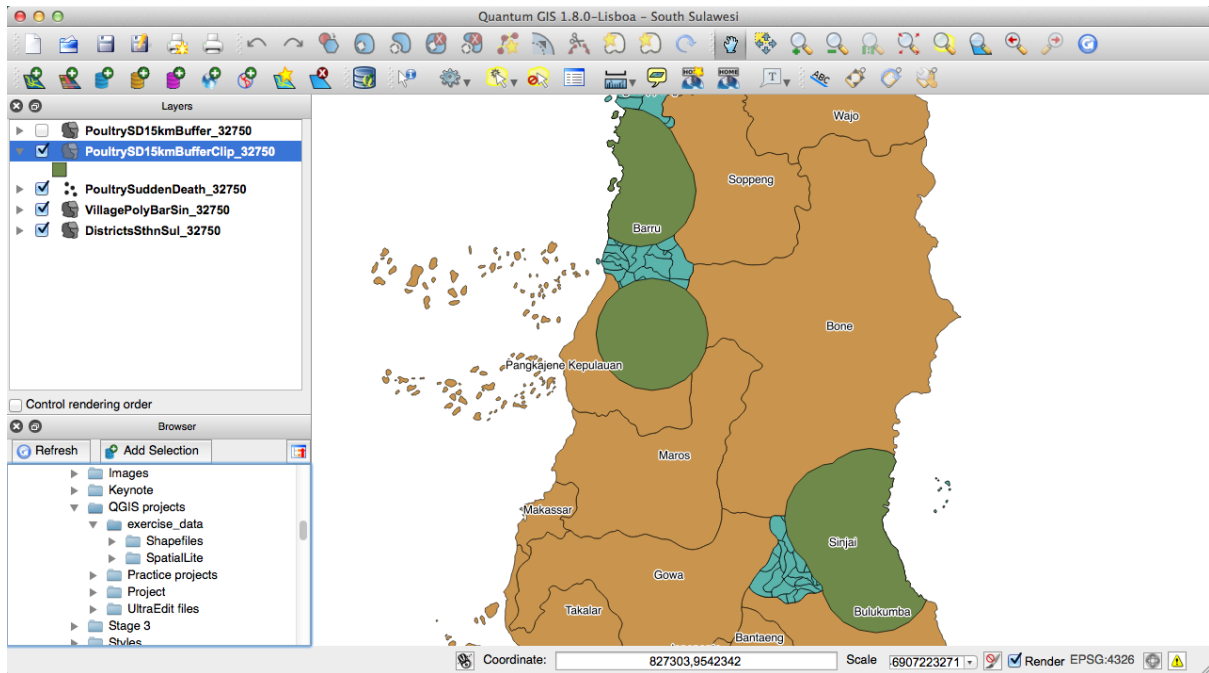 Quantum GIS 1.8.0-Lisboa - South Sulawesi
HOME
HOME
T
ABC
Layers
PoultrySD15kmBuffer_32750
PoultrySD15kmBufferClip_32750
PoultrySuddenDeath_32750
VillagePolyBarSin_32750
DistrictsSthnSul_32750
Control rendering order
Browser
Refresh
Add Selection
Images
Keynote
QGIS projects
exercise_data
Shapefiles
SpatialLite
Practice projects
Project
UltraEdit files
Stage 3
Styles
Wajo
Soppeng
Barru
Bone
Pangkajene Kepulauan
Maros
Makassar
Sinjai
Gowa
Takalar
Bulukumba
Bantaeng
Coordinate:
827303,9542342
Scale
6907223271
Render
EPSG:4326